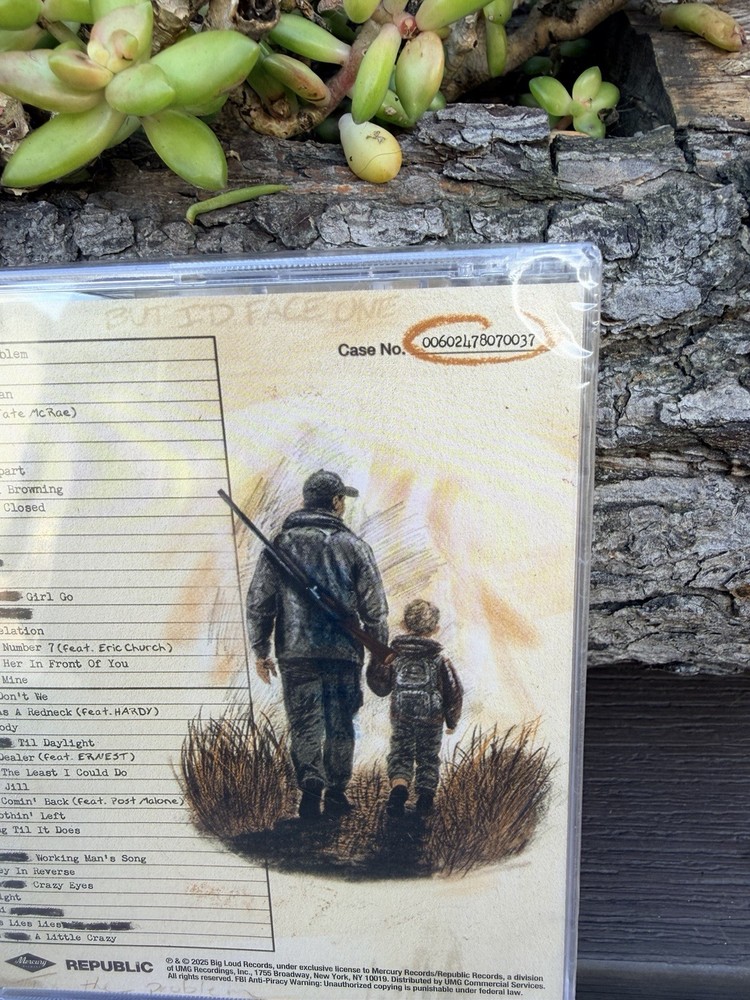 BUT I'D FACE ONE
Case No. 00602478070037
blem
an
ate McRae)
part
Browning
Closed
Girl Go
elation
Number 7 (feat. Eric Church)
Her In Front Of You
Mine
Don't We
s A Redneck (feat. HARDY)
ody
Til Daylight
Dealer (feat. ERNEST)
The Least I Could Do
Jill
Comin' Back (feat. Post Malone)
othin' Left
g Til It Does
Working Man's Song
ey In Reverse
Crazy Eyes
ight
i
s Lies Lies
A Little Crazy
Mercury REPUBLIC
℗ & © 2025 Big Loud Records, under exclusive license to Mercury Records/Republic Records, a division
of UMG Recordings, Inc., 1755 Broadway, New York, NY 10019. Distributed by UMG Commercial Services.
All rights reserved. FBI Anti-Piracy Warning: Unauthorized copying is punishable under federal law.